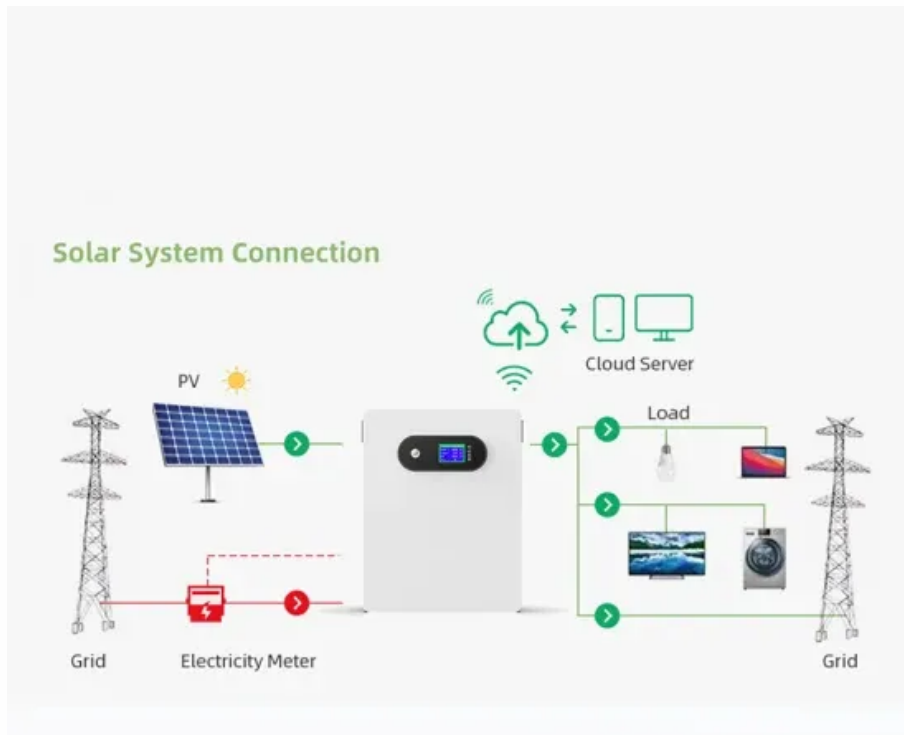 Solar System Connection
Cloud Server
PV
Load
Grid
Electricity Meter
Grid